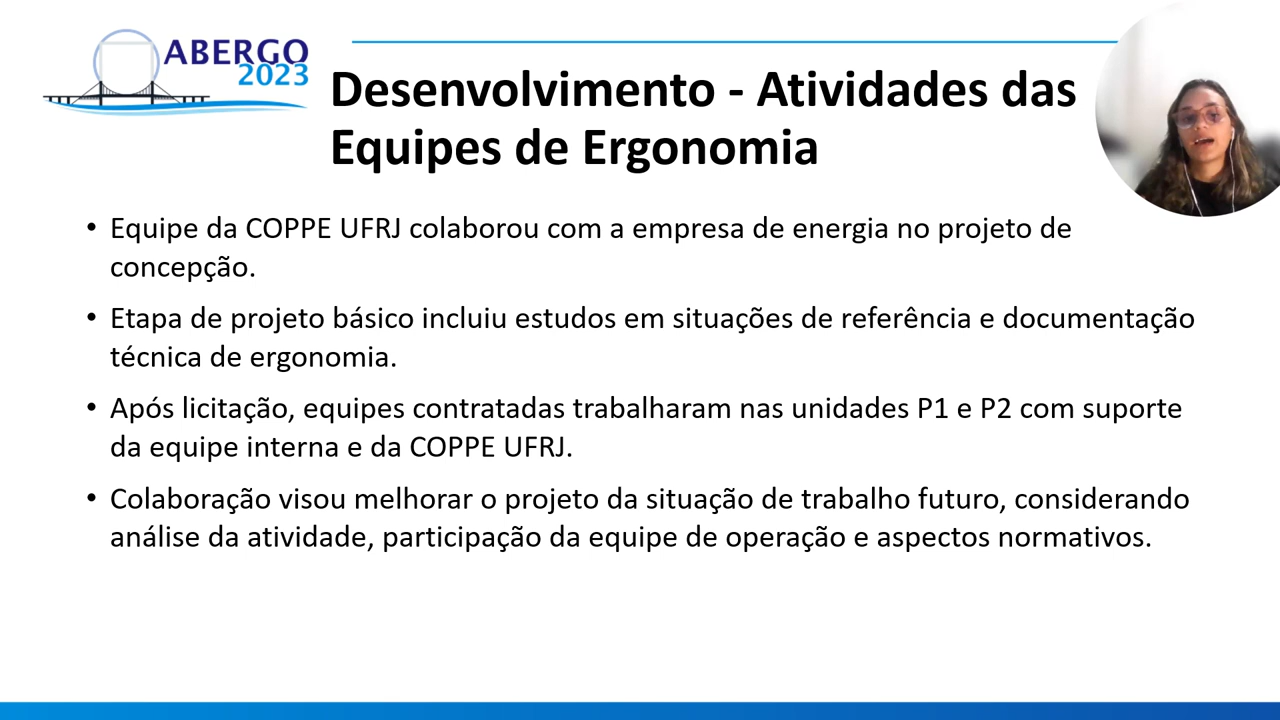 ABERGO
2023
Desenvolvimento - Atividades das
Equipes de Ergonomia
• Equipe da COPPE UFRJ colaborou com a empresa de energia no projeto de
concepção.
• Etapa de projeto básico incluiu estudos em situações de referência e documentação
técnica de ergonomia.
• Após licitação, equipes contratadas trabalharam nas unidades P1 e P2 com suporte
da equipe interna e da COPPE UFRJ.
• Colaboração visou melhorar o projeto da situação de trabalho futuro, considerando
análise da atividade, participação da equipe de operação e aspectos normativos.